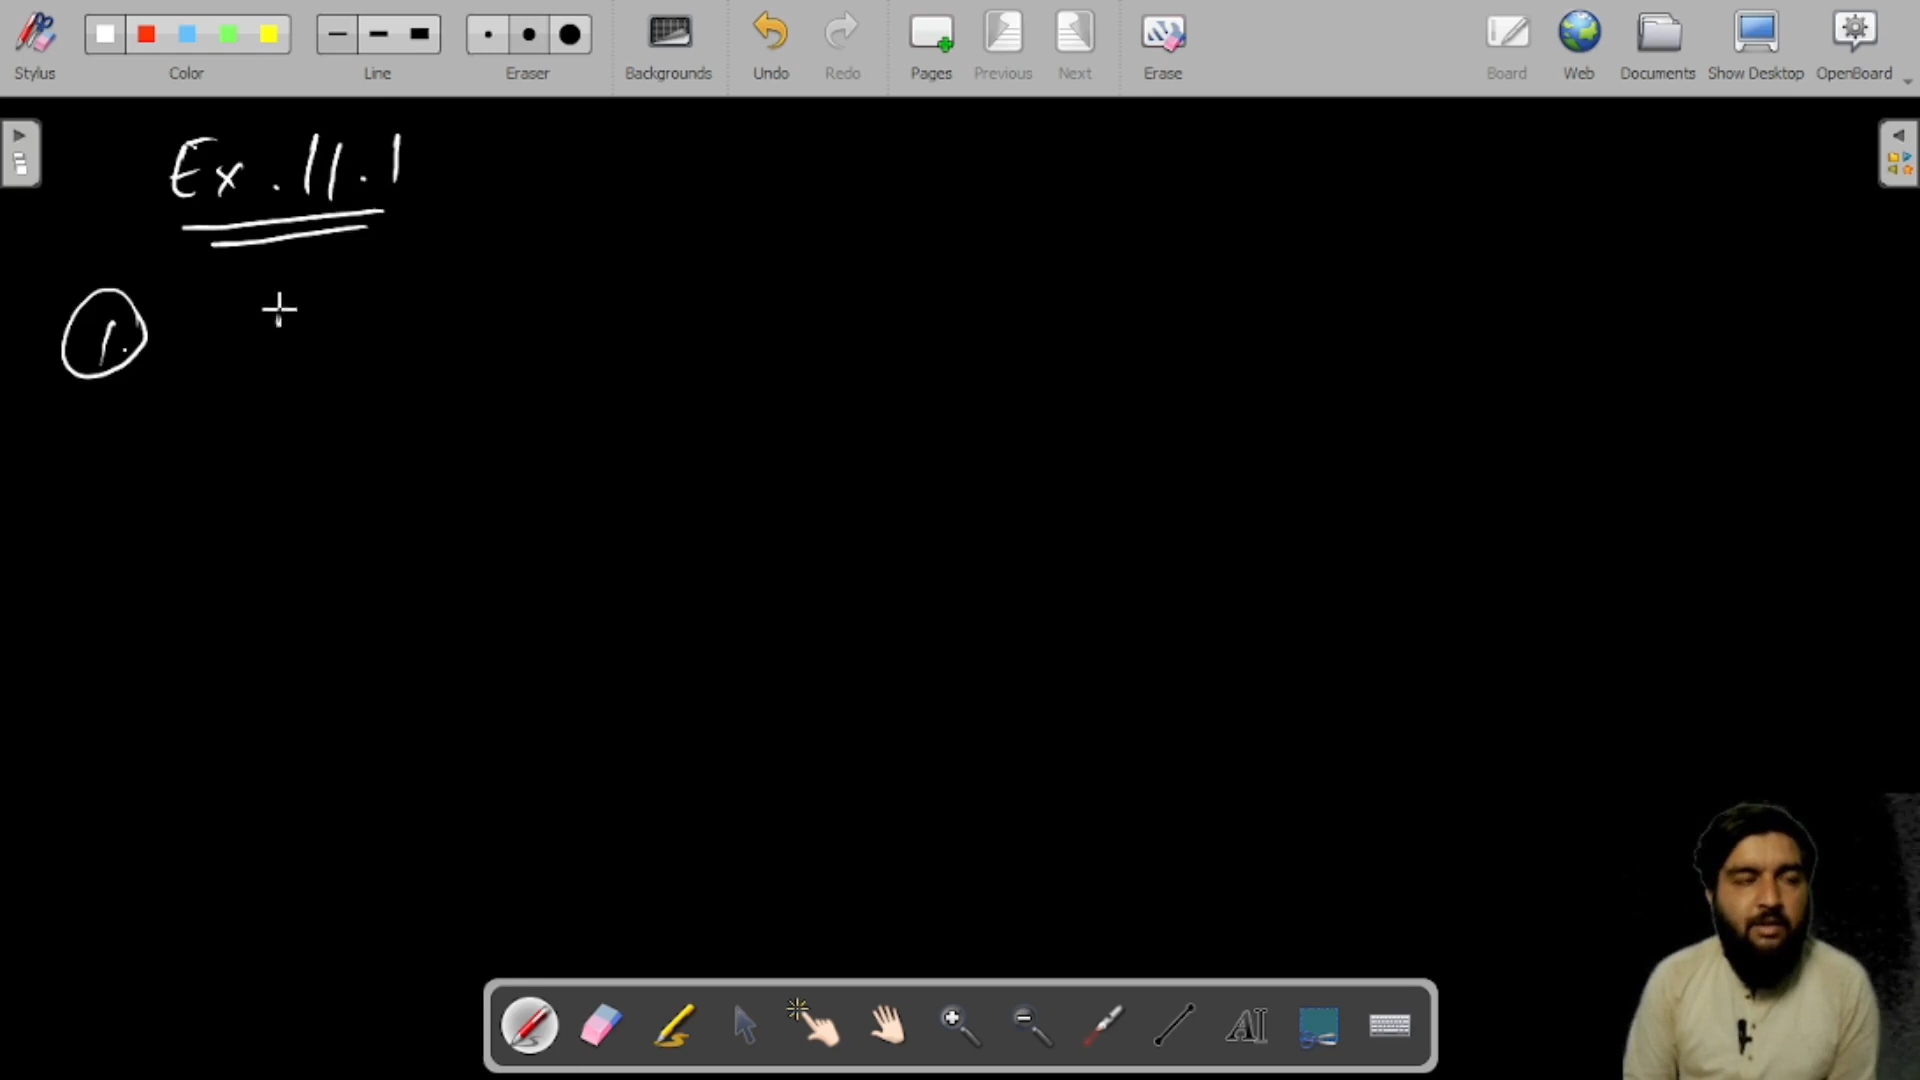 Stylus Color Line Eraser Backgrounds Undo Redo Pages Previous Next Erase Board Web Documents Show Desktop OpenBoard
Ex.11.1
1.
AI